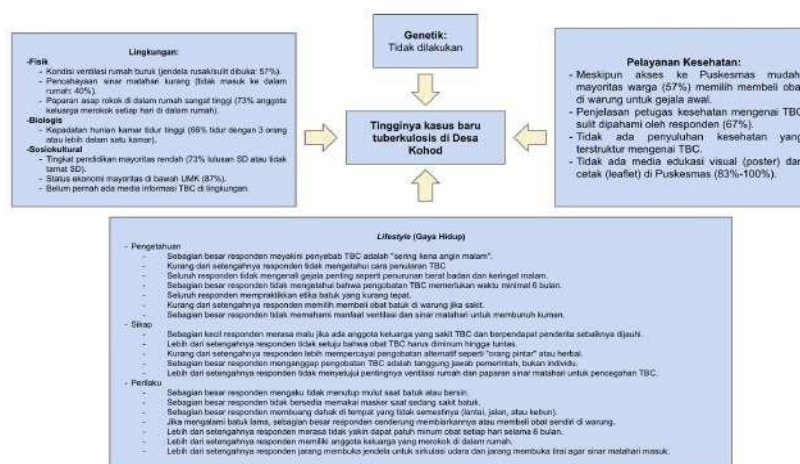 Lingkungan:
-Fisik
- Kondisi ventilasi rumah buruk (jendela rusak/sulit dibuka: 57%).
- Pencahayaan sinar matahari kurang (tidak masuk ke dalam
rumah: 40%).
- Paparan asap rokok di dalam rumah sangat tinggi (73% anggota
keluarga merokok setiap hari di dalam rumah).
-Biologis
- Kepadatan hunian kamar tidur tinggi (66% tidur dengan 3 orang
atau lebih dalam satu kamar).
-Sosiokultural
- Tingkat pendidikan mayoritas rendah (73% lulusan SD atau tidak
tamat SD).
- Status ekonomi mayoritas di bawah UMK (87%).
- Belum pernah ada media informasi TBC di lingkungan.
Genetik:
Tidak dilakukan
Tingginya kasus baru
tuberkulosis di Desa
Kohod
Pelayanan Kesehatan:
- Meskipun akses ke Puskesmas mudah
mayoritas warga (57%) memilih membeli oba
di warung untuk gejala awal.
- Penjelasan petugas kesehatan mengenai TBC
sulit dipahami oleh responden (67%).
- Tidak ada penyuluhan kesehatan yang
terstruktur mengenai TBC.
- Tidak ada media edukasi visual (poster) dan
cetak (leaflet) di Puskesmas (83%-100%).
Lifestyle (Gaya Hidup)
- Pengetahuan
- Sebagian besar responden meyakini penyebab TBC adalah "sering kena angin malam".
- Kurang dari setengahnya responden tidak mengetahui cara penularan TBC
- Seluruh responden tidak mengenali gejala penting seperti penurunan berat badan dan keringat malam.
- Sebagian besar responden tidak mengetahui bahwa pengobatan TBC memerlukan waktu minimal 6 bulan.
- Seluruh responden mempraktikkan etika batuk yang kurang tepat.
- Kurang dari setengahnya responden memilih membeli obat batuk di warung jika sakit.
- Sebagian besar responden tidak memahami manfaat ventilasi dan sinar matahari untuk membunuh kuman.
- Sikap
- Sebagian kecil responden merasa malu jika ada anggota keluarga yang sakit TBC dan berpendapat penderita sebaiknya dijauhi.
- Lebih dari setengahnya responden tidak setuju bahwa obat TBC harus diminum hingga tuntas.
- Kurang dari setengahnya responden lebih mempercayai pengobatan alternatif seperti "orang pintar" atau herbal.
- Sebagian besar responden menganggap pengobatan TBC adalah tanggung jawab pemerintah, bukan individu.
- Lebih dari setengahnya responden tidak menyetujui pentingnya ventilasi rumah dan paparan sinar matahari untuk pencegahan TBC.
- Perilaku
- Sebagian besar responden mengaku tidak menutup mulut saat batuk atau bersin.
- Sebagian besar responden tidak bersedia memakai masker saat sedang sakit batuk.
- Sebagian besar responden membuang dahak di tempat yang tidak semestinya (lantai, jalan, atau kebun).
- Jika mengalami batuk lama, sebagian besar responden cenderung membiarkannya atau membeli obat sendiri di warung.
- Lebih dari setengahnya responden merasa tidak yakin dapat patuh minum obat setiap hari selama 6 bulan.
- Lebih dari setengahnya responden memiliki anggota keluarga yang merokok di dalam rumah.
- Lebih dari setengahnya responden jarang membuka jendela untuk sirkulasi udara dan jarang membuka tirai agar sinar matahari masuk.